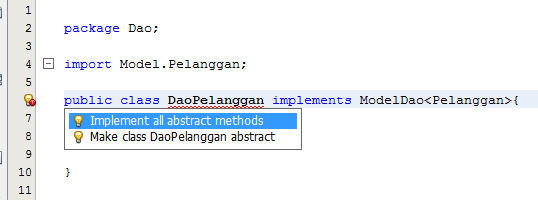 1
2 package Dao;
3
4 import Model.Pelanggan;
5
public class DaoPelanggan implements ModelDao<Pelanggan>{
7 Implement all abstract methods
8 Make class DaoPelanggan abstract
9
10 }
11